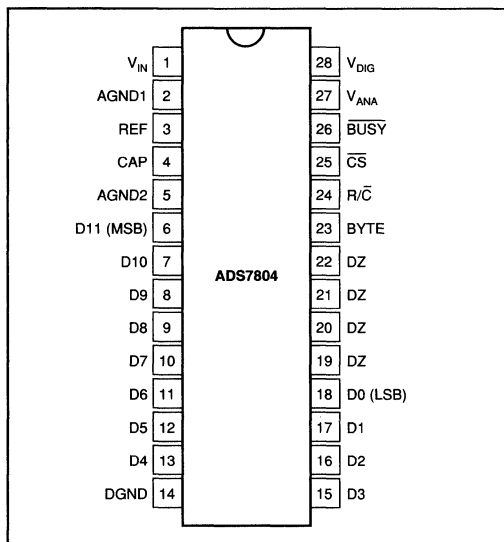 V_IN 1 28 V_DIG
AGND1 2 27 V_ANA
REF 3 26 B̅U̅S̅Y̅
CAP 4 25 C̅S̅
AGND2 5 24 R/C̅
D11 (MSB) 6 23 BYTE
D10 7 22 DZ
ADS7804
D9 8 21 DZ
D8 9 20 DZ
D7 10 19 DZ
D6 11 18 D0 (LSB)
D5 12 17 D1
D4 13 16 D2
DGND 14 15 D3